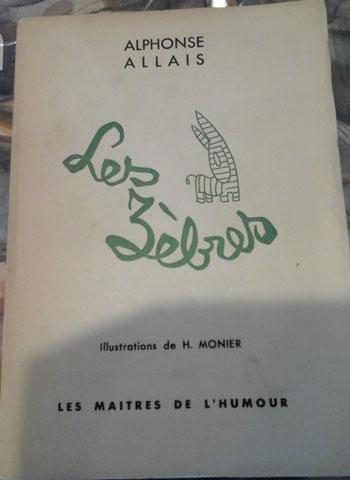 ALPHONSE
ALLAIS
Les
Zèbres
Illustrations de H. MONIER
LES MAITRES DE L'HUMOUR